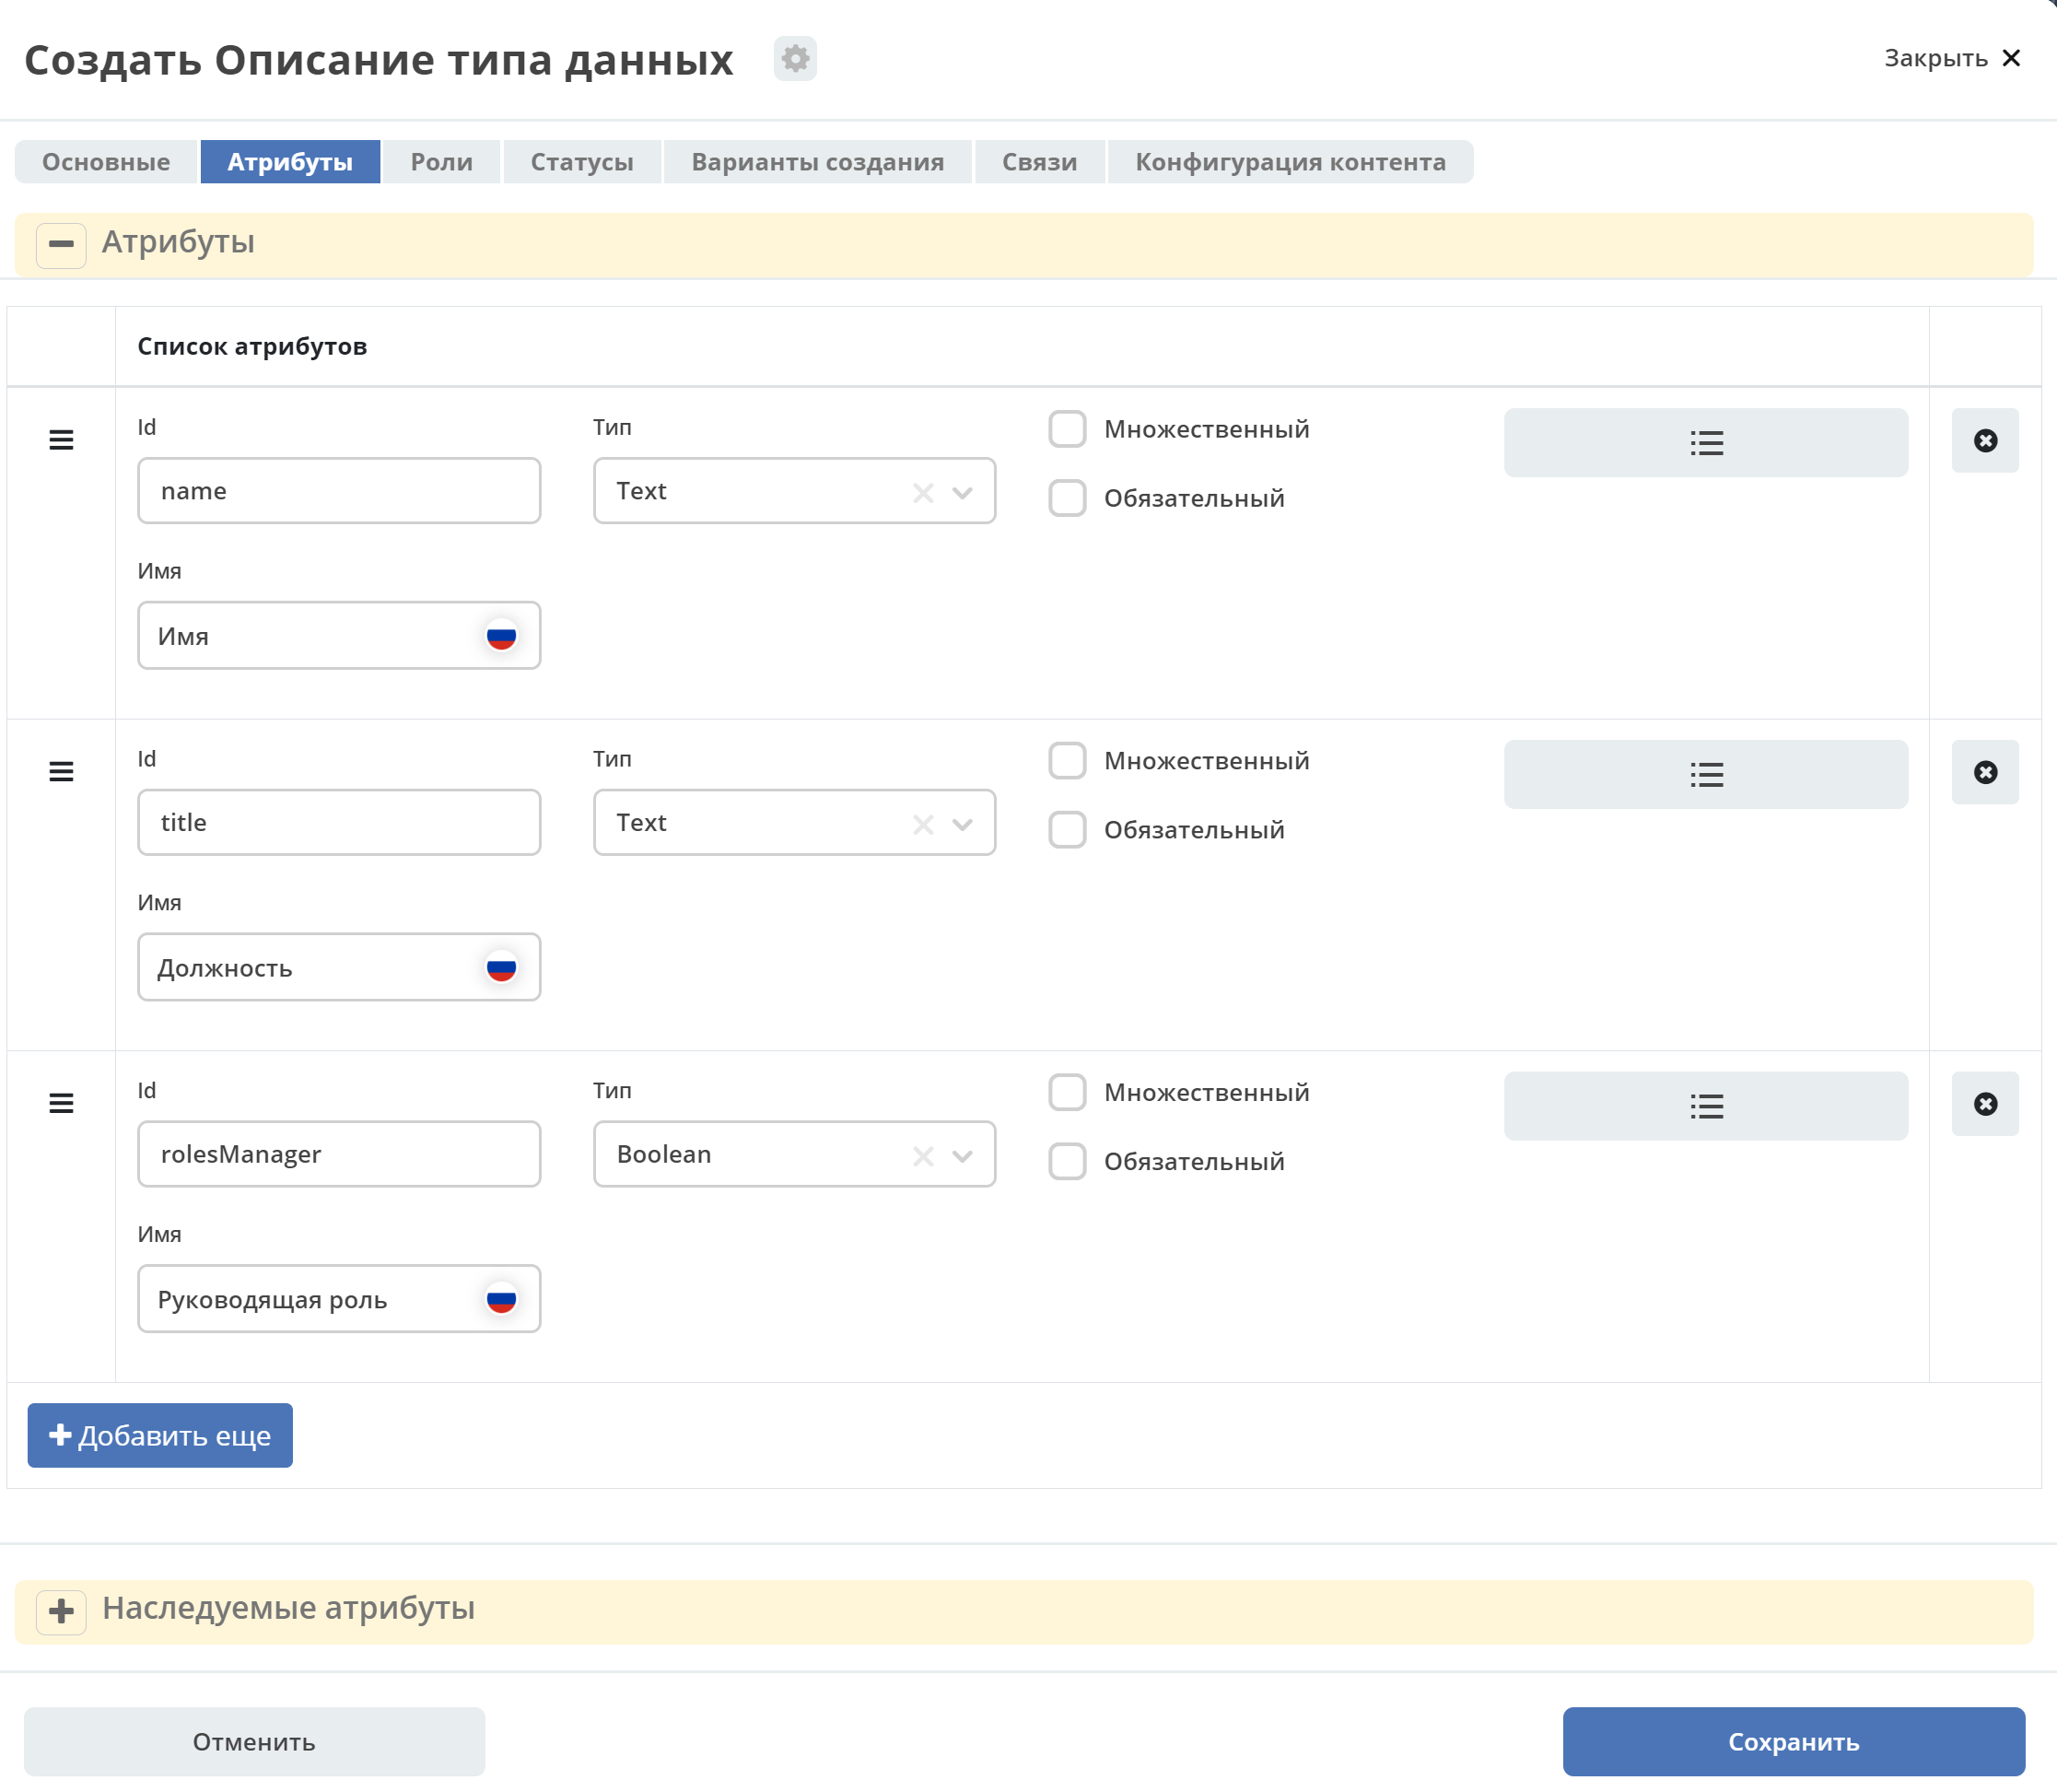 Создать Описание типа данных
Закрыть
Основные Атрибуты Роли Статусы Варианты создания Связи Конфигурация контента
Атрибуты
Список атрибутов
Id Тип Множественный
name Text Обязательный
Имя
Имя
Id Тип Множественный
title Text Обязательный
Имя
Должность
Id Тип Множественный
rolesManager Boolean Обязательный
Имя
Руководящая роль
Добавить еще
Наследуемые атрибуты
Отменить Сохранить